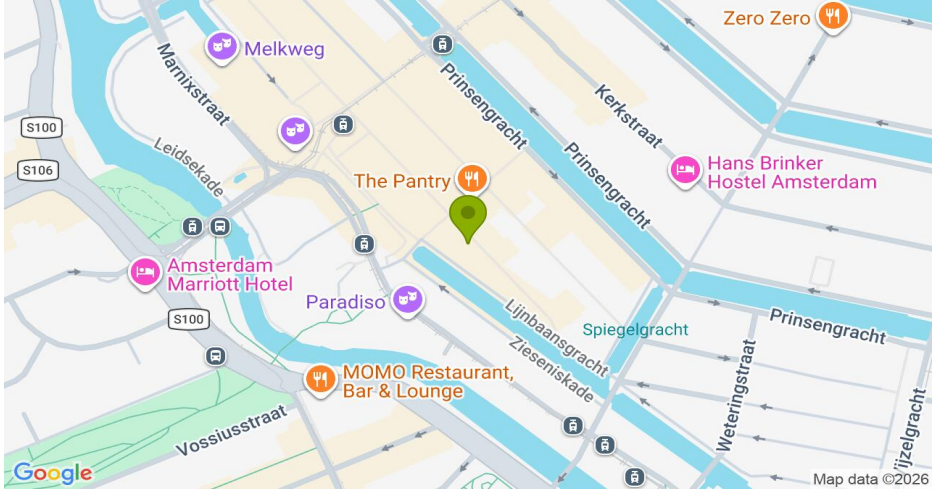 Zero Zero
Melkweg
Marnixstraat
Prinsengracht
Kerkstraat
S100
Leidsekade
Prinsengracht
Hans Brinker
Hostel Amsterdam
S106
The Pantry
Amsterdam
Marriott Hotel
Paradiso
S100
Lijnbaansgracht
Spiegelgracht
Prinsengracht
Zieseniskade
MOMO Restaurant,
Bar & Lounge
Weteringstraat
Vossiusstraat
Vijzelgracht
Google
Map data ©2026